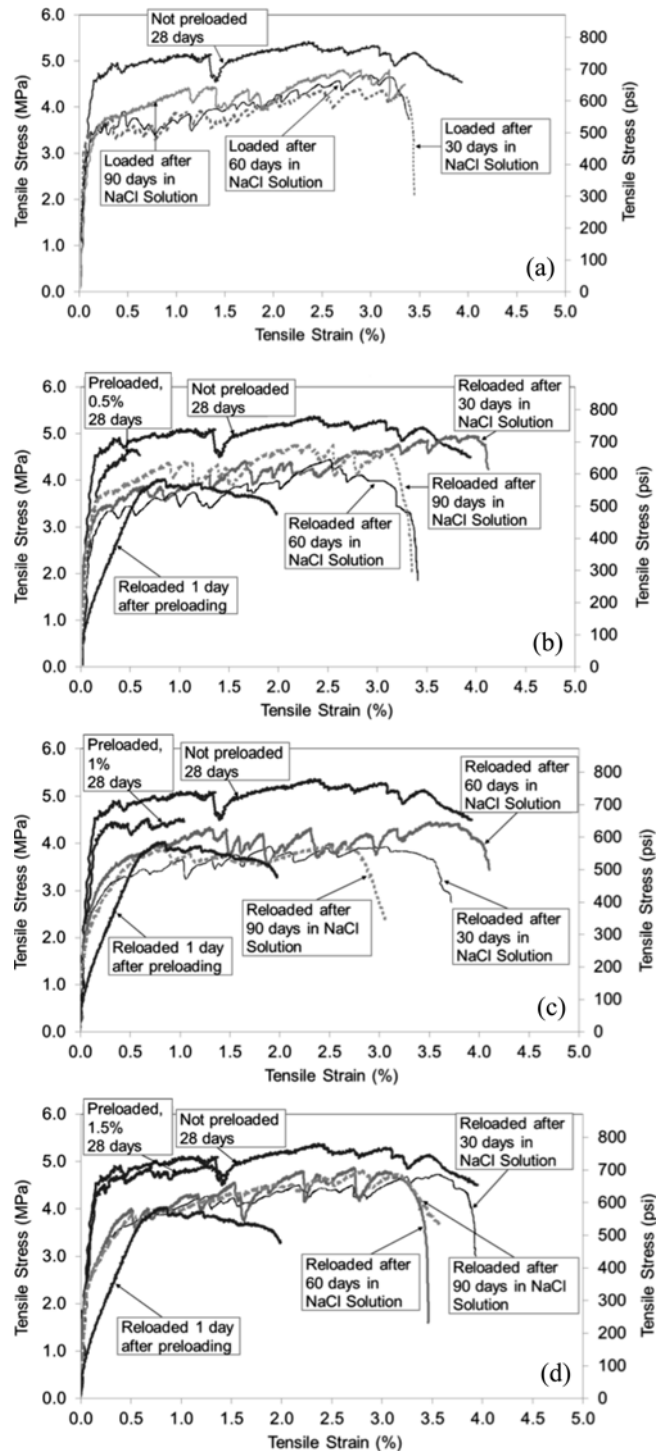 Not preloaded
28 days
Loaded after
90 days in
NaCl Solution
Loaded after
60 days in
NaCl Solution
Loaded after
30 days in
NaCl Solution
6.0
5.0
4.0
3.0
2.0
1.0
0.0
Tensile Stress (MPa)
800
700
600
500
400
300
200
100
0
Tensile Stress (psi)
(a)
0.0 0.5 1.0 1.5 2.0 2.5 3.0 3.5 4.0 4.5 5.0
Tensile Strain (%)
Preloaded,
0.5%
28 days
Not preloaded
28 days
Reloaded after
30 days in
NaCl Solution
Reloaded after
90 days in
NaCl Solution
Reloaded after
60 days in
NaCl Solution
Reloaded 1 day
after preloading
6.0
5.0
4.0
3.0
2.0
1.0
0.0
Tensile Stress (MPa)
800
700
600
500
400
300
200
100
0
Tensile Stress (psi)
(b)
0.0 0.5 1.0 1.5 2.0 2.5 3.0 3.5 4.0 4.5 5.0
Tensile Strain (%)
Preloaded,
1%
28 days
Not preloaded
28 days
Reloaded after
60 days in
NaCl Solution
Reloaded after
90 days in NaCl
Solution
Reloaded after
30 days in
NaCl Solution
Reloaded 1 day
after preloading
6.0
5.0
4.0
3.0
2.0
1.0
0.0
Tensile Stress (MPa)
800
700
600
500
400
300
200
100
0
Tensile Stress (psi)
(c)
0.0 0.5 1.0 1.5 2.0 2.5 3.0 3.5 4.0 4.5 5.0
Tensile Strain (%)
Preloaded,
1.5%
28 days
Not preloaded
28 days
Reloaded after
30 days in
NaCl Solution
Reloaded after
60 days in
NaCl Solution
Reloaded after
90 days in NaCl
Solution
Reloaded 1 day
after preloading
6.0
5.0
4.0
3.0
2.0
1.0
0.0
Tensile Stress (MPa)
800
700
600
500
400
300
200
100
0
Tensile Stress (psi)
(d)
0.0 0.5 1.0 1.5 2.0 2.5 3.0 3.5 4.0 4.5 5.0
Tensile Strain (%)